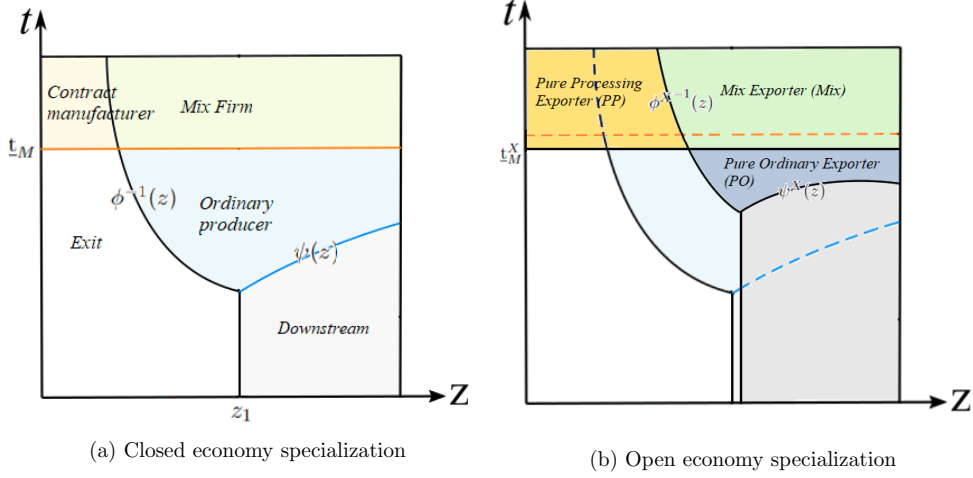 t
Contract
manufacturer
Mix Firm
t_M
ϕ⁻¹(z)
Ordinary
producer
Exit
ψ(z)
Downstream
z₁
z
(a) Closed economy specialization
t
Pure Processing
Exporter (PP)
Mix Exporter (Mix)
ϕ^{X-1}(z)
t_M^X
Pure Ordinary Exporter
(PO)
ψ^X(z)
z
(b) Open economy specialization